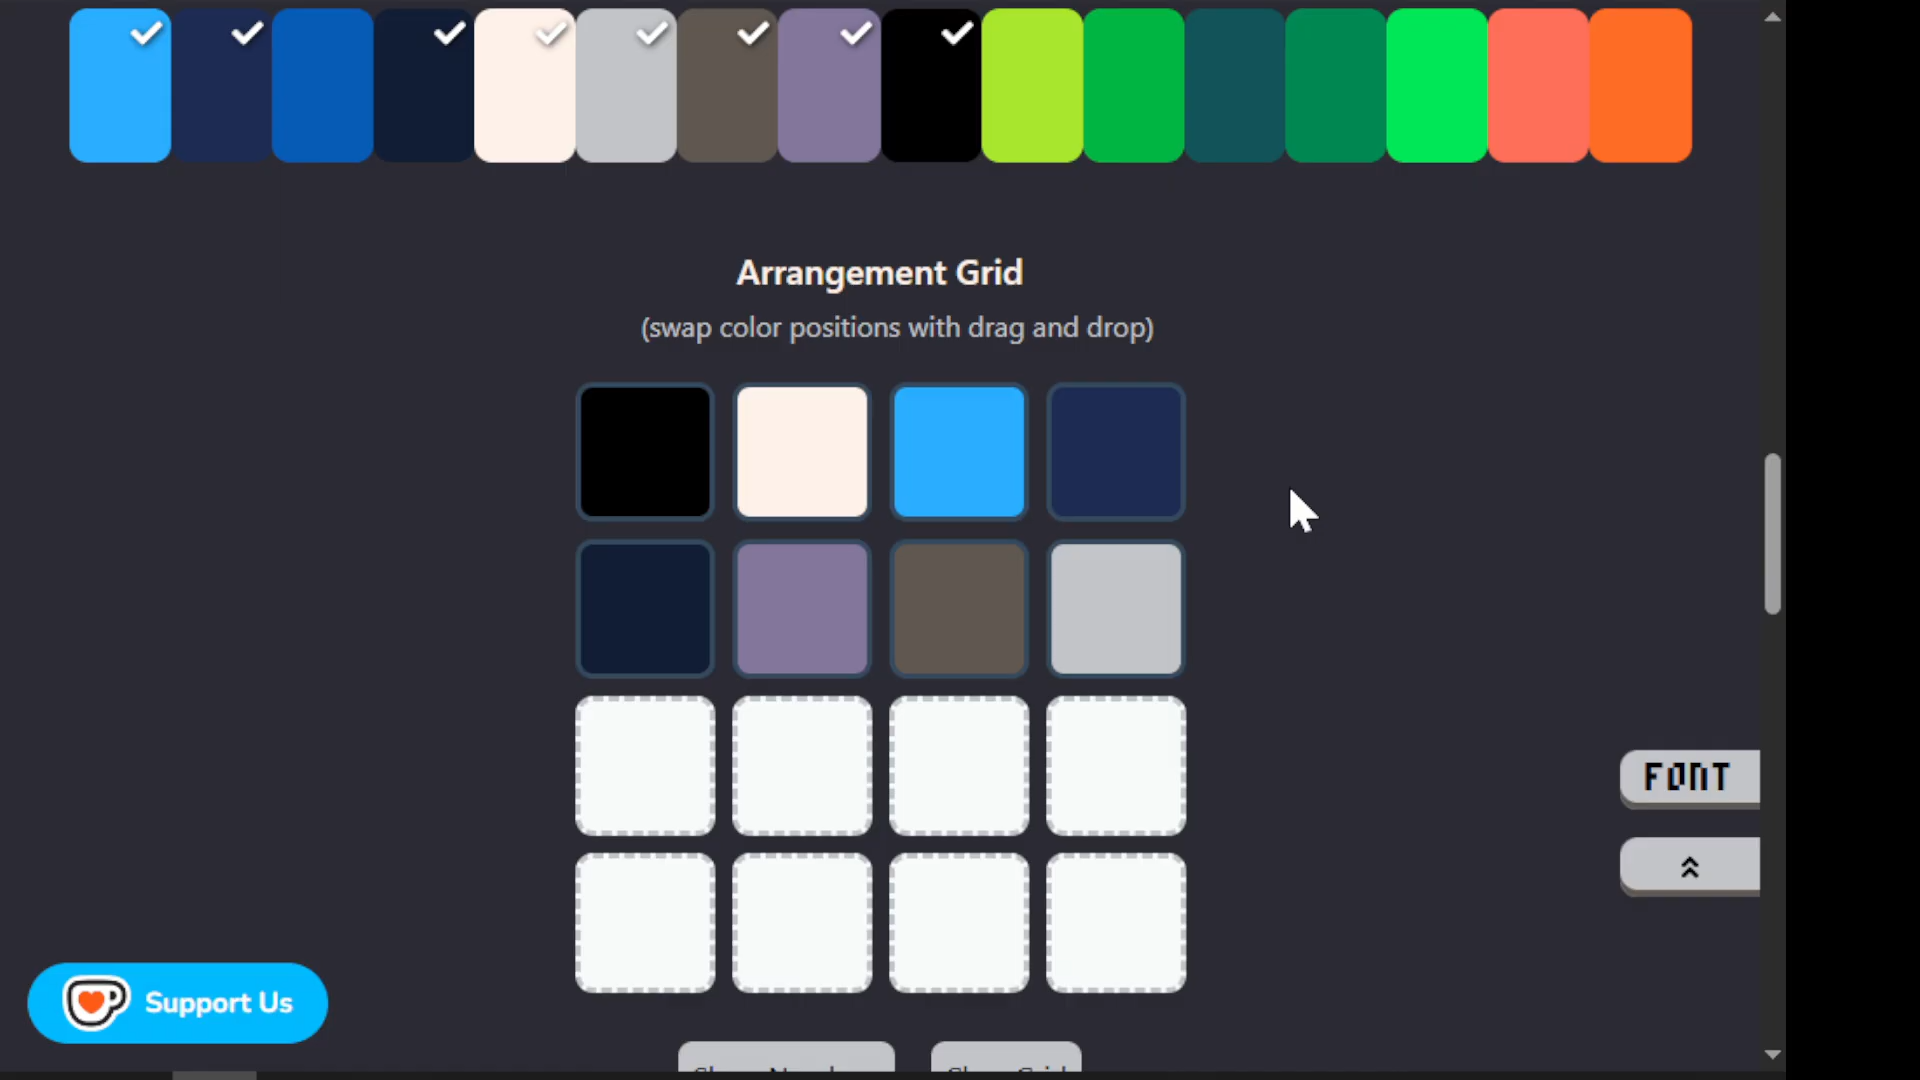 Arrangement Grid
(swap color positions with drag and drop)
FONT
Support Us